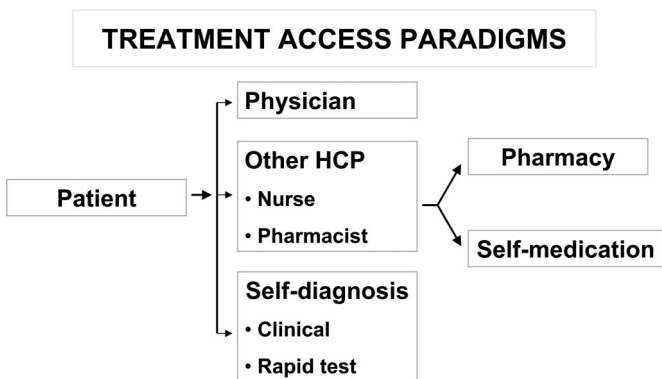 TREATMENT ACCESS PARADIGMS
Patient
Physician
Other HCP
• Nurse
• Pharmacist
Self-diagnosis
• Clinical
• Rapid test
Pharmacy
Self-medication